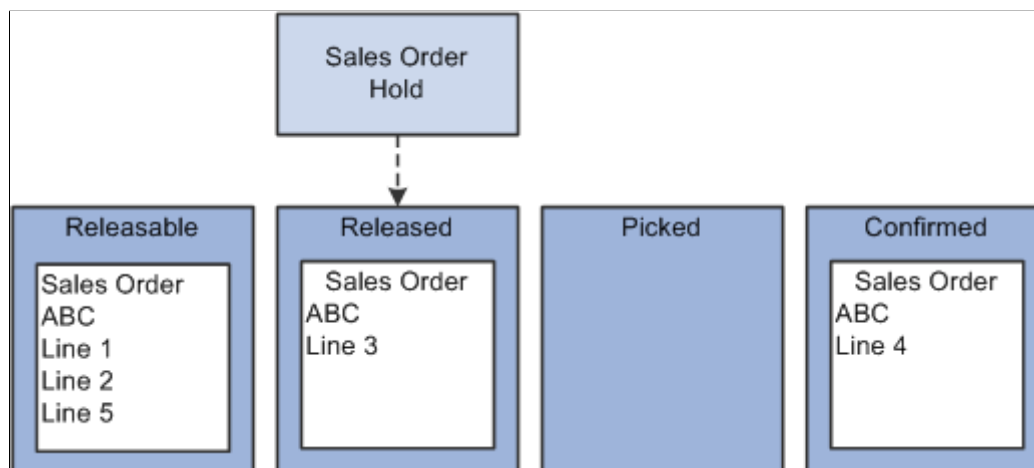 Sales Order
Hold
Releasable
Sales Order
ABC
Line 1
Line 2
Line 5
Released
Sales Order
ABC
Line 3
Picked
Confirmed
Sales Order
ABC
Line 4